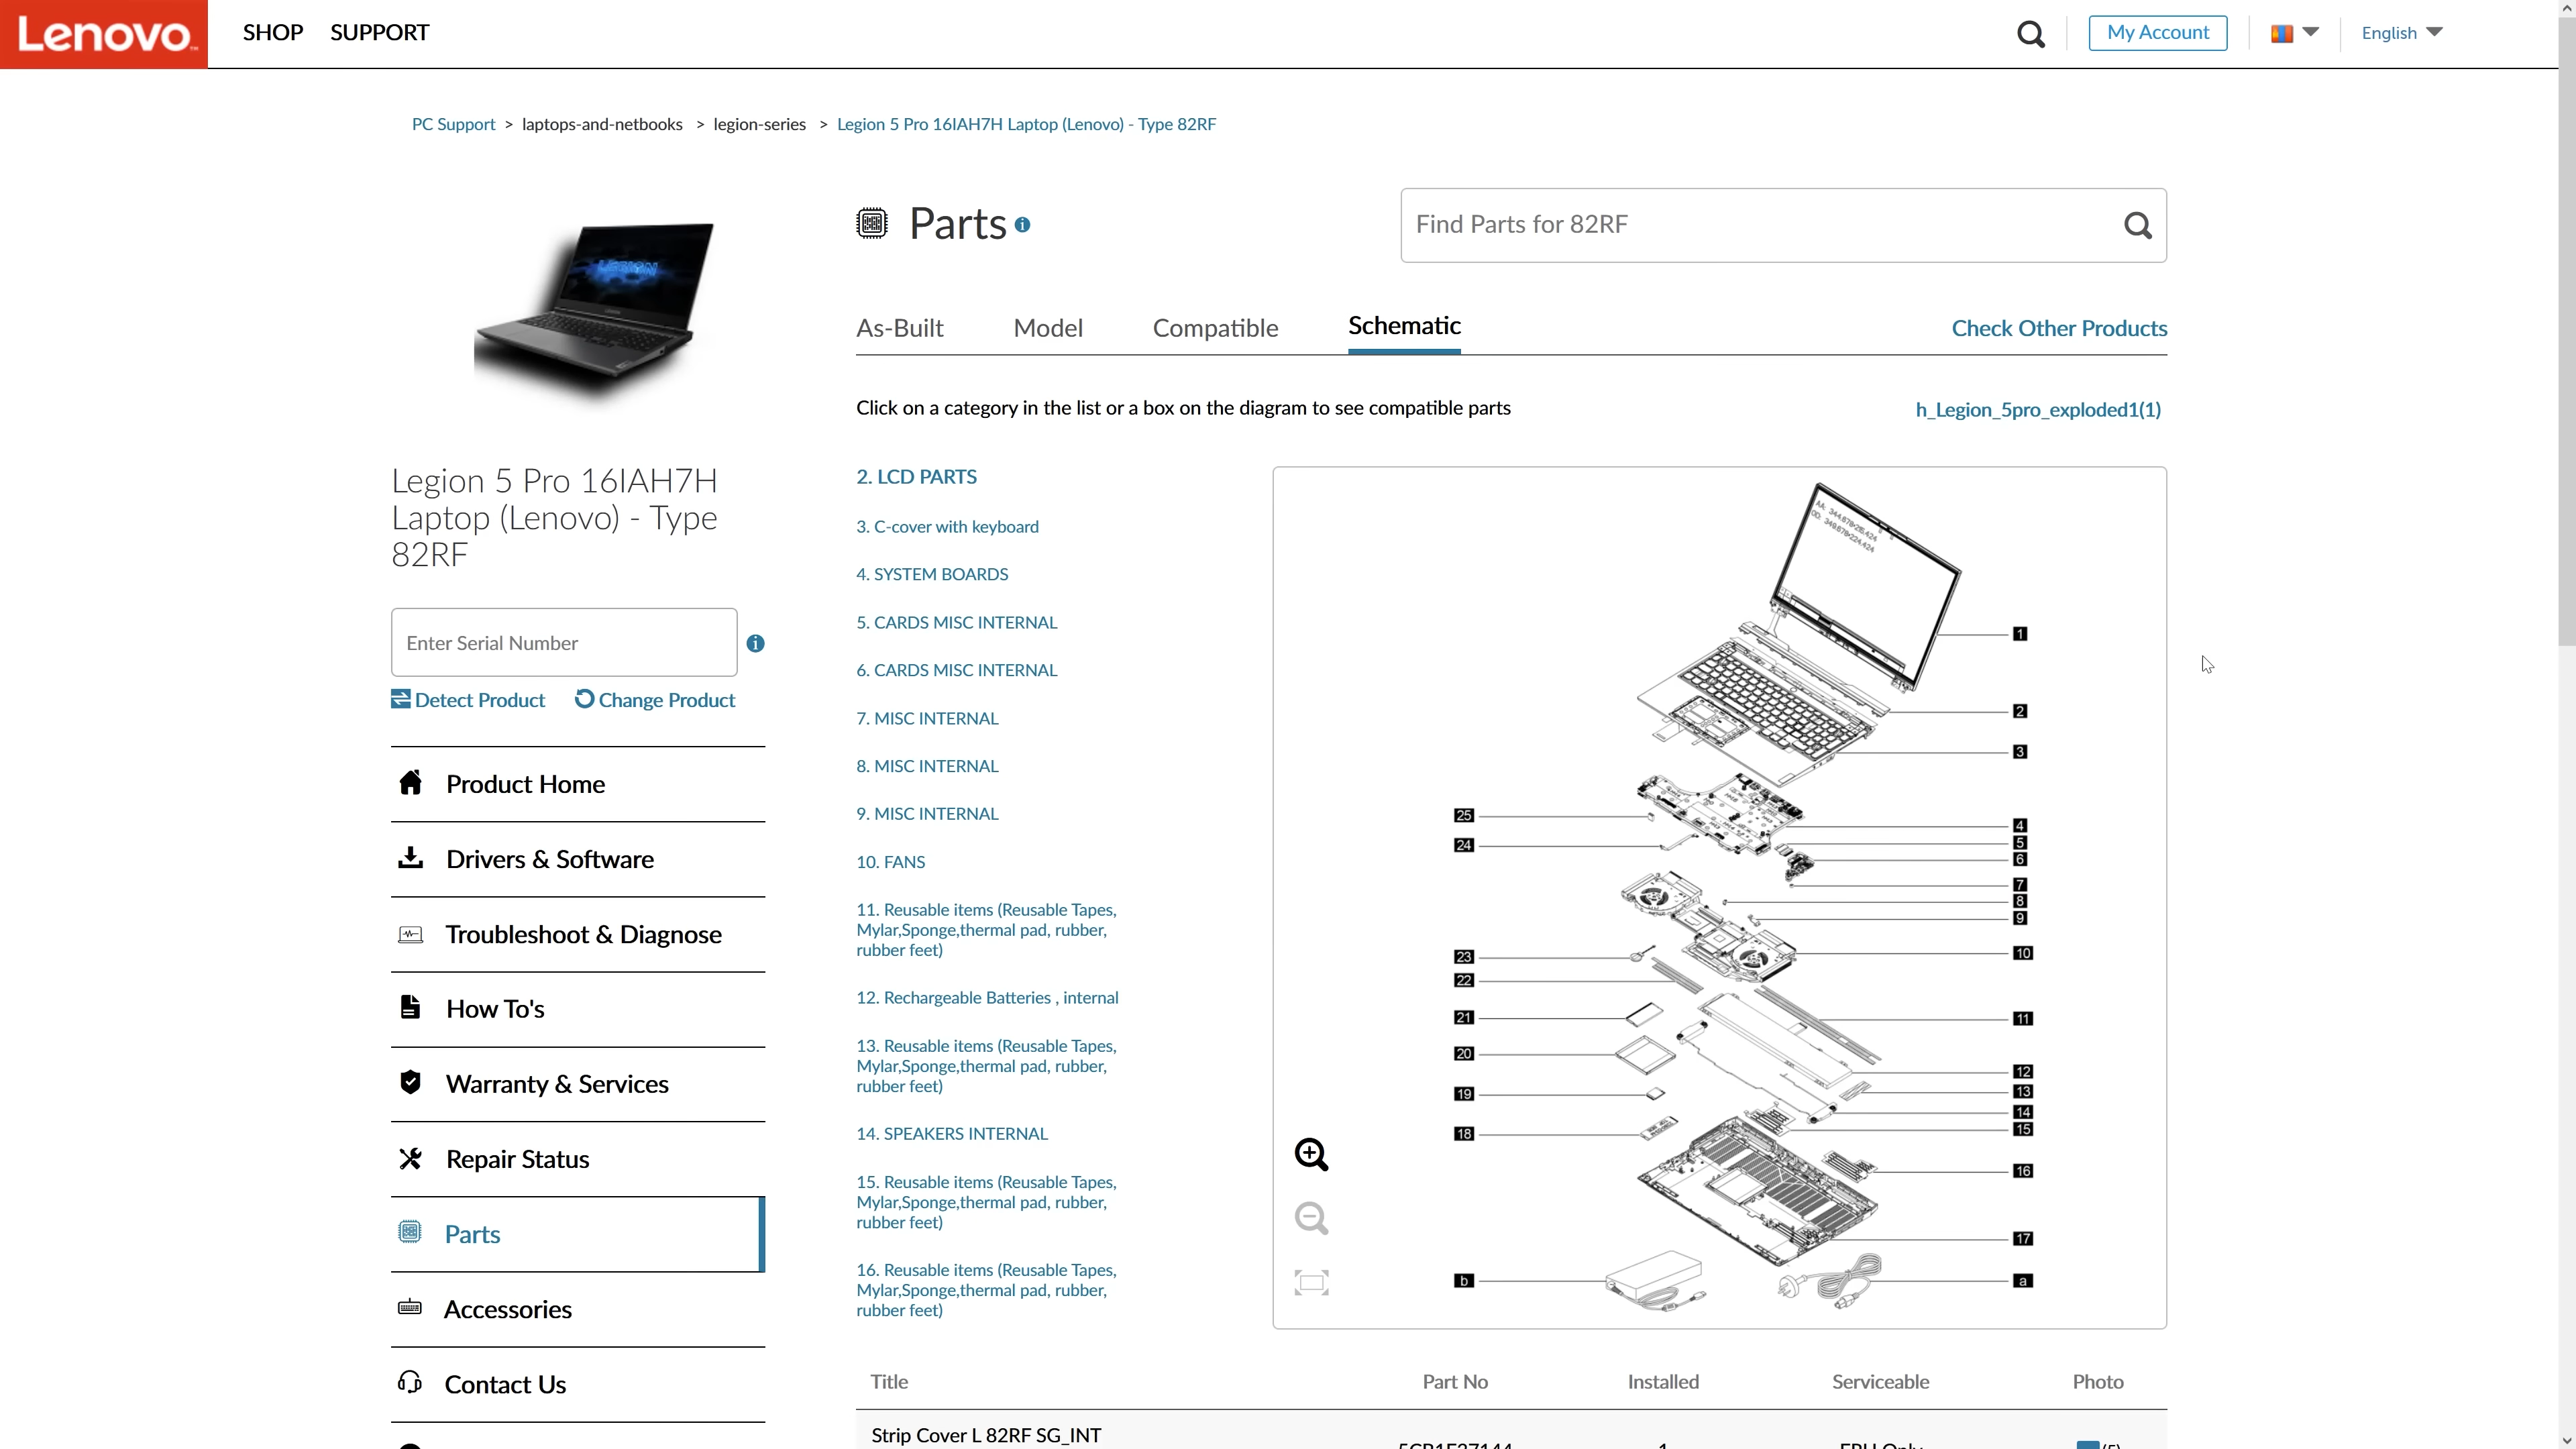 Lenovo
SHOP SUPPORT
My Account
English
PC Support > laptops-and-netbooks > legion-series > Legion 5 Pro 16IAH7H Laptop (Lenovo) - Type 82RF
LEGION
Parts
Find Parts for 82RF
As-Built Model Compatible Schematic
Check Other Products
Click on a category in the list or a box on the diagram to see compatible parts
h_Legion_5pro_exploded1(1)
Legion 5 Pro 16IAH7H
Laptop (Lenovo) - Type
82RF
Enter Serial Number
Detect Product Change Product
Product Home
Drivers & Software
Troubleshoot & Diagnose
How To's
Warranty & Services
Repair Status
Parts
Accessories
Contact Us
2. LCD PARTS
3. C-cover with keyboard
4. SYSTEM BOARDS
5. CARDS MISC INTERNAL
6. CARDS MISC INTERNAL
7. MISC INTERNAL
8. MISC INTERNAL
9. MISC INTERNAL
10. FANS
11. Reusable items (Reusable Tapes,
Mylar,Sponge,thermal pad, rubber,
rubber feet)
12. Rechargeable Batteries , internal
13. Reusable items (Reusable Tapes,
Mylar,Sponge,thermal pad, rubber,
rubber feet)
14. SPEAKERS INTERNAL
15. Reusable items (Reusable Tapes,
Mylar,Sponge,thermal pad, rubber,
rubber feet)
16. Reusable items (Reusable Tapes,
Mylar,Sponge,thermal pad, rubber,
rubber feet)
1
2
3
25
4
24
5
6
7
8
9
10
23
22
21
11
20
12
13
19
14
15
18
16
17
b
a
Title Part No Installed Serviceable Photo
Strip Cover L 82RF SG_INT